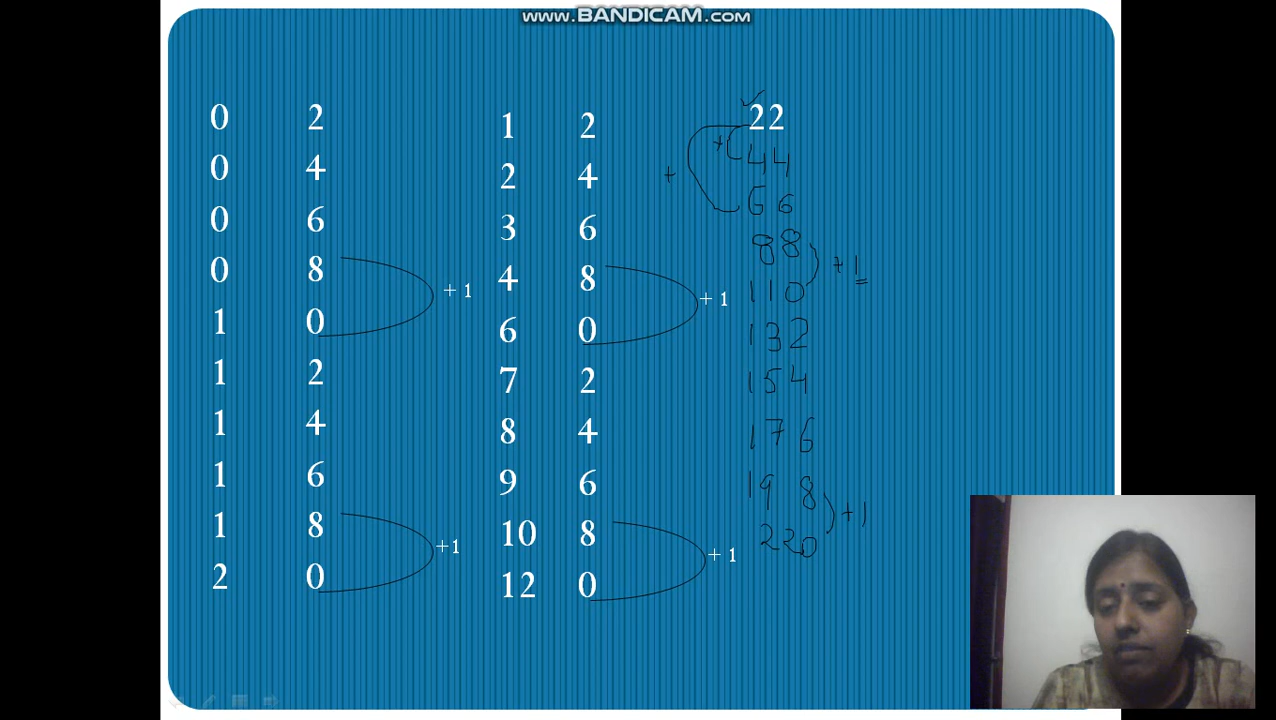 www.BANDICAM.com
0 2 1 2 22
0 4 2 4 + + 44
0 6 3 6 66
0 8 4 8 88
+ 1 + 1 + 1
1 0 6 0 110
1 2 7 2 132
1 4 8 4 154
1 6 9 6 176
1 8 10 8 198
+1 + 1 +1
2 0 12 0 220